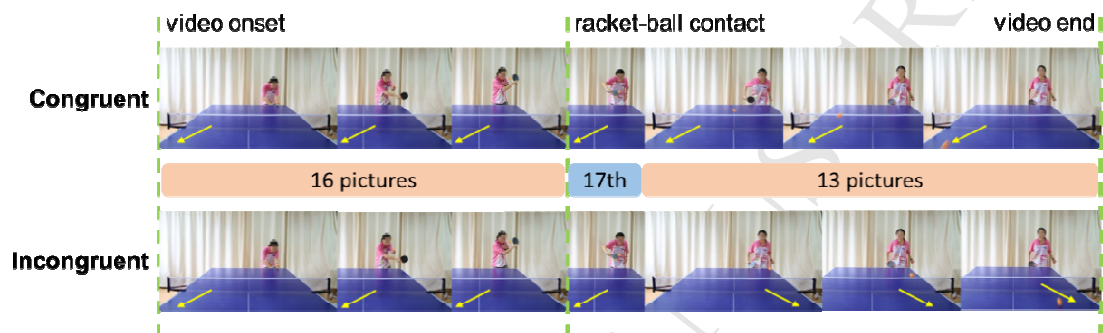 video onset racket-ball contact video end
Congruent
16 pictures 17th 13 pictures
Incongruent